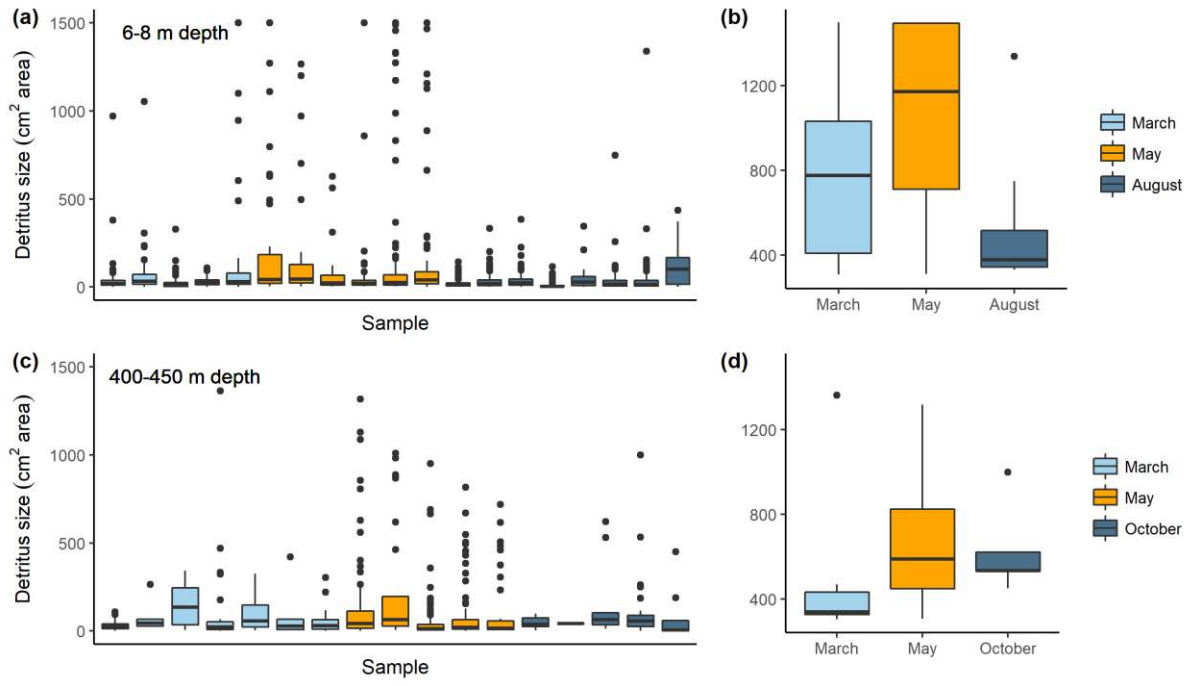 (a)
6-8 m depth
Detritus size (cm² area)
1500
1000
500
0
Sample
(b)
1200
800
400
March
May
August
March
May
August
(c)
400-450 m depth
Detritus size (cm² area)
1500
1000
500
0
Sample
(d)
1200
800
400
March
May
October
March
May
October